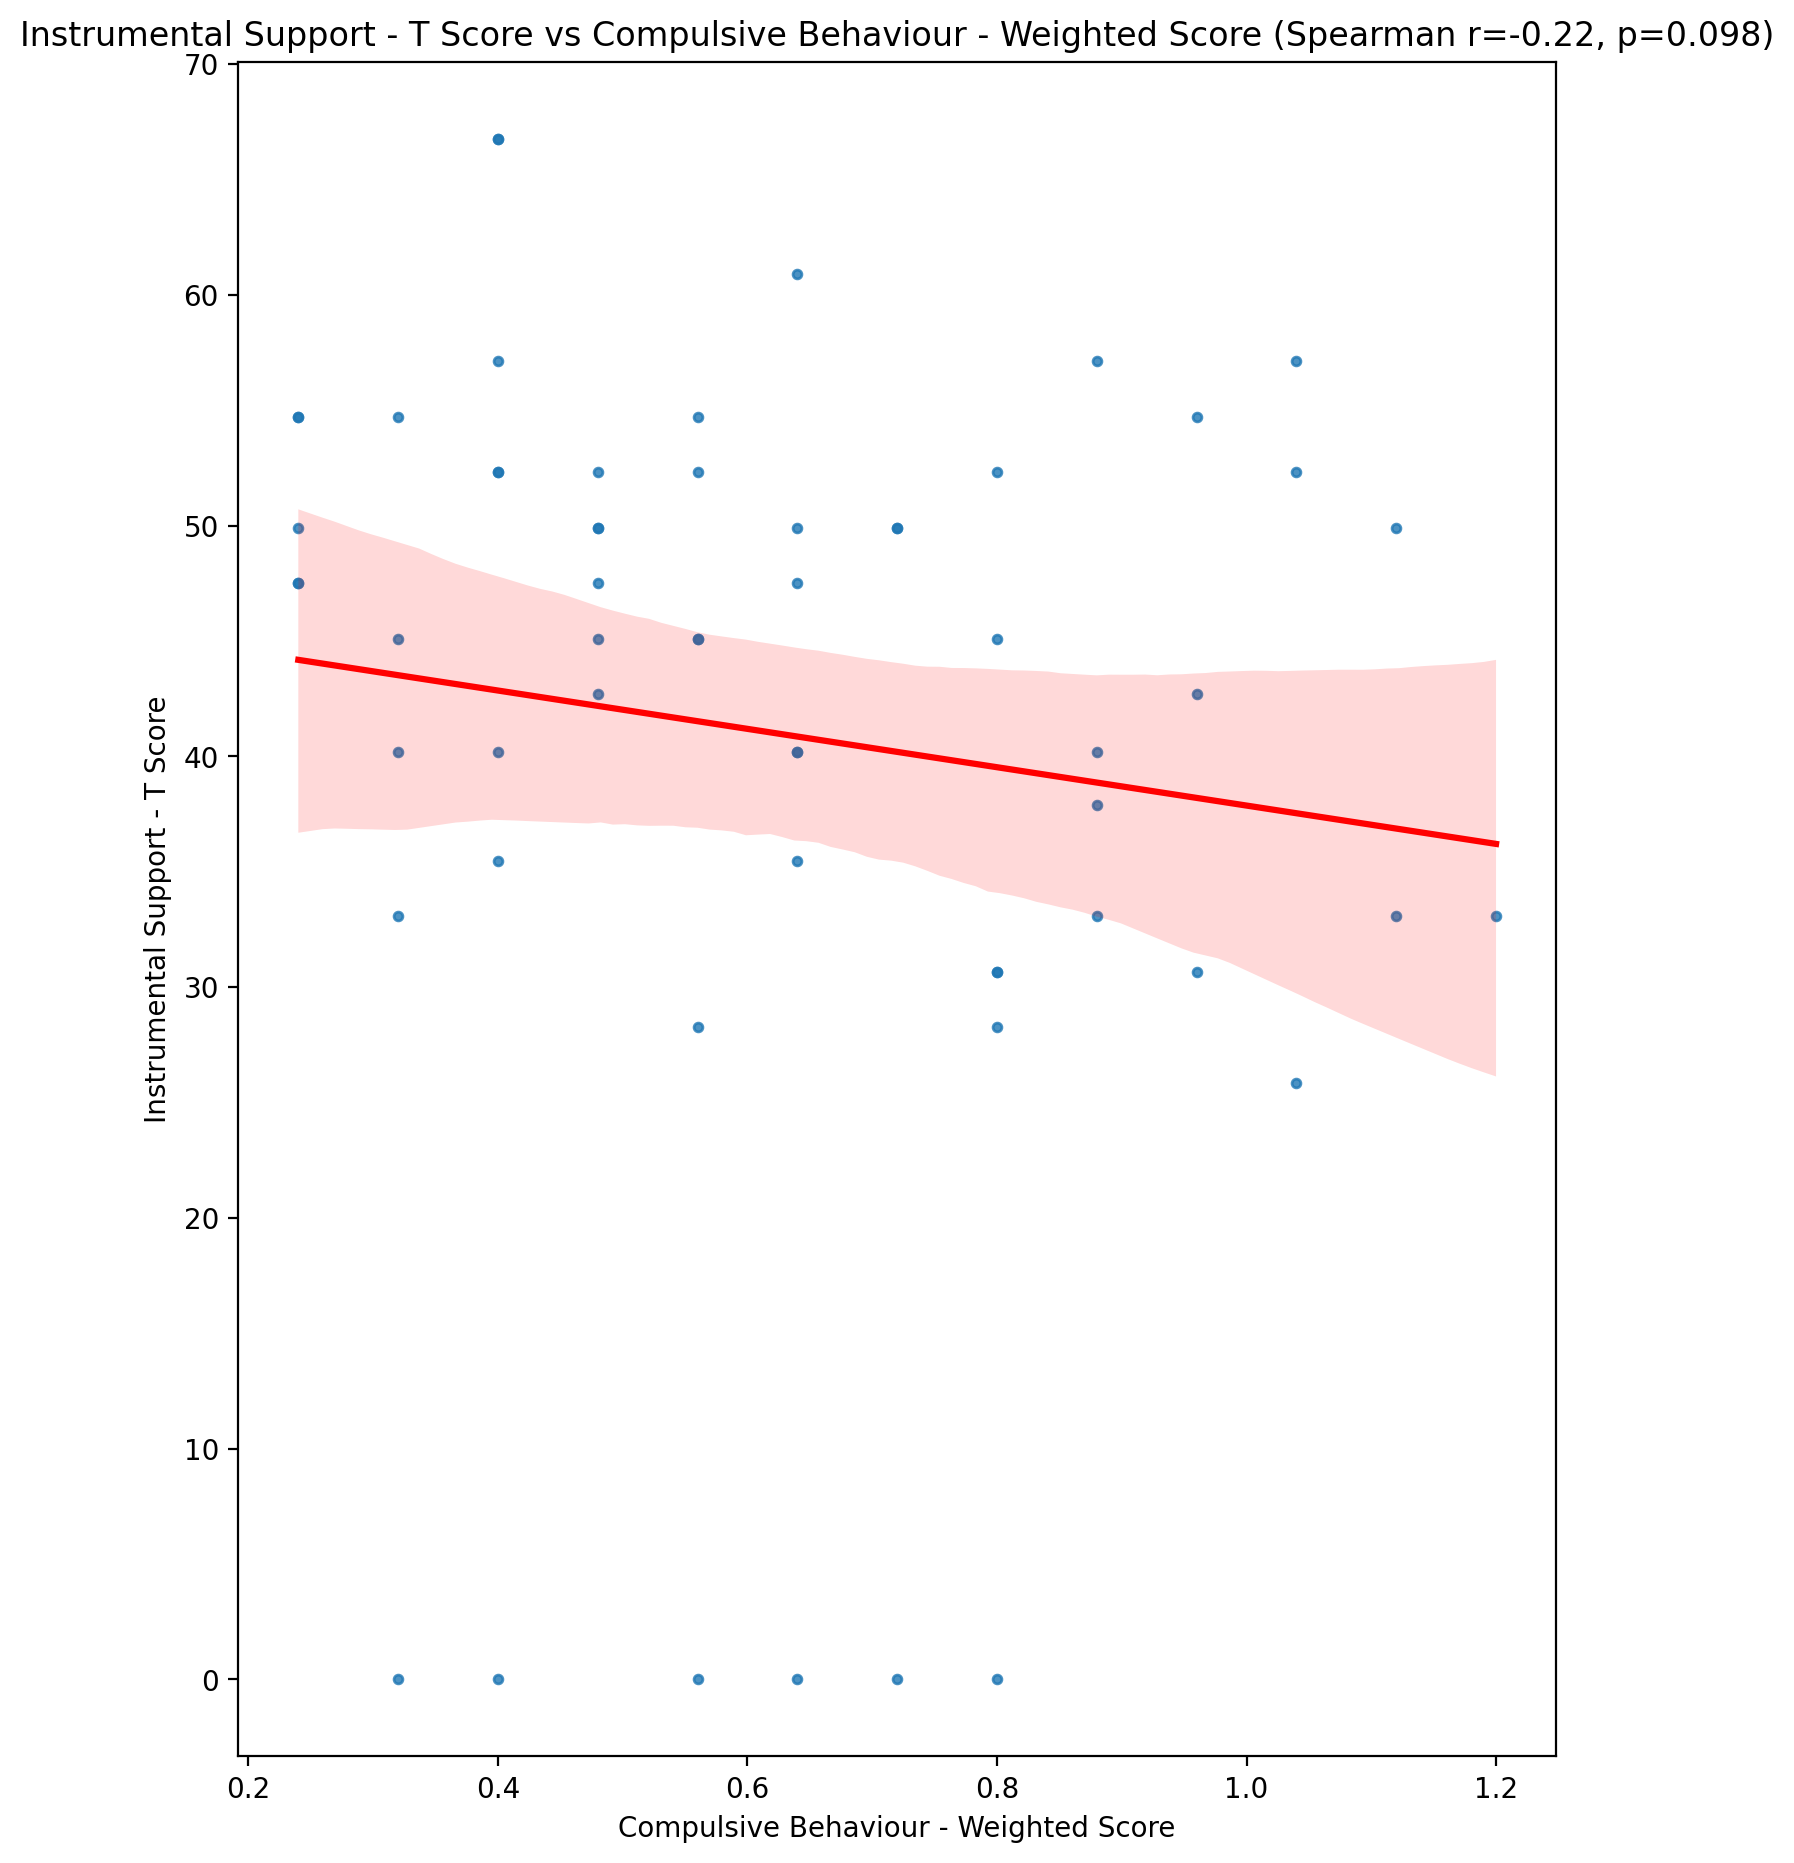 Instrumental Support - T Score vs Compulsive Behaviour - Weighted Score (Spearman r=-0.22, p=0.098)
70
60
50
40
30
20
10
0
Instrumental Support - T Score
0.2 0.4 0.6 0.8 1.0 1.2
Compulsive Behaviour - Weighted Score